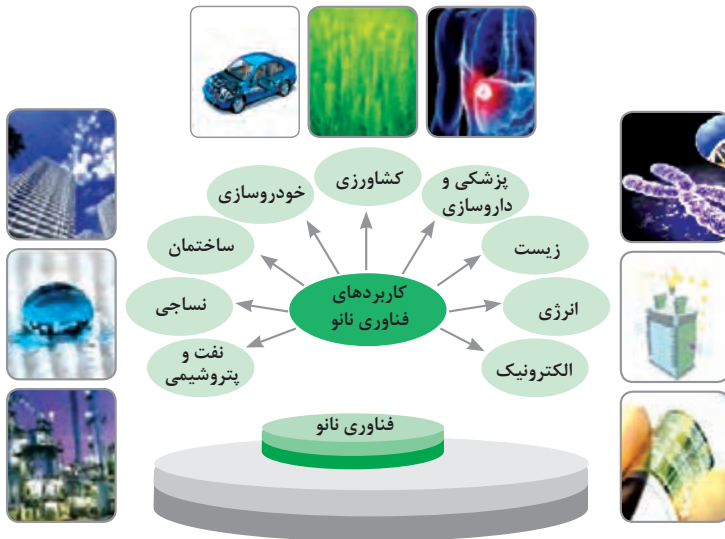 کشاورزی
پزشکی و
داروسازی
خودروسازی
زیست
ساختمان
انرژی
کاربردهای
فناوری نانو
نساجی
الکترونیک
نفت و
پتروشیمی
فناوری نانو